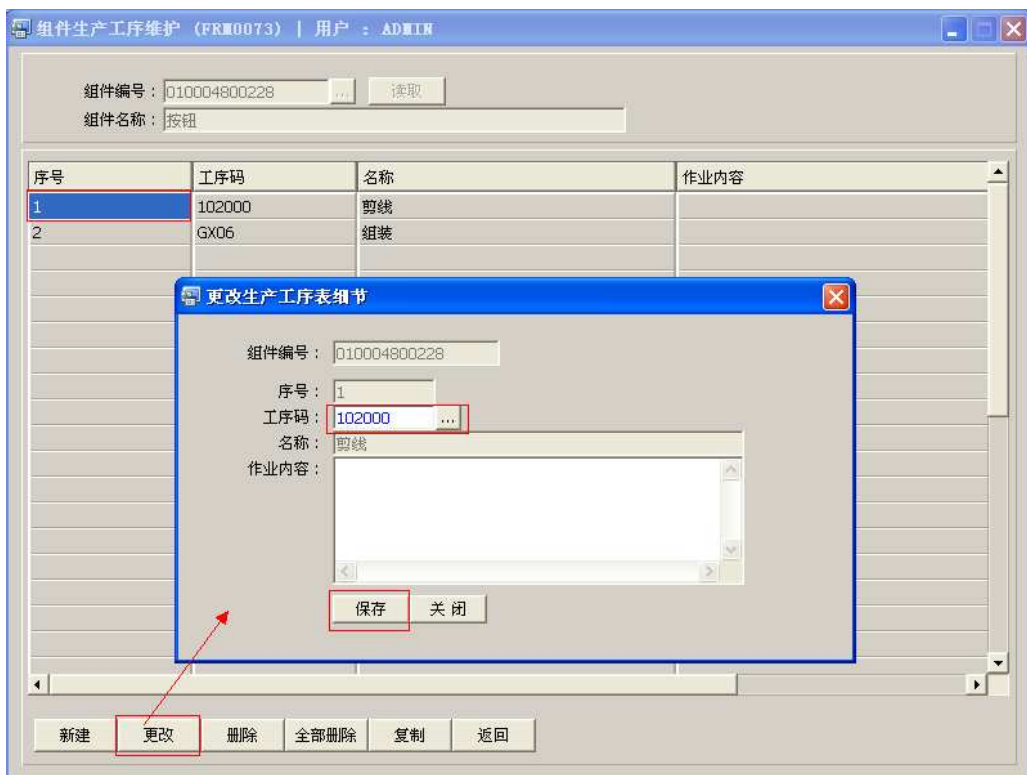 组件生产工序维护 (FRM0073) | 用户 : ADMIN
组件编号： 010004800228 ... 读取
组件名称： 按钮
序号 工序码 名称 作业内容
1 102000 剪线
2 GX06 组装
更改生产工序表细节
组件编号： 010004800228
序号： 1
工序码： 102000 ...
名称： 剪线
作业内容：
保存 关 闭
新建 更改 删除 全部删除 复制 返回